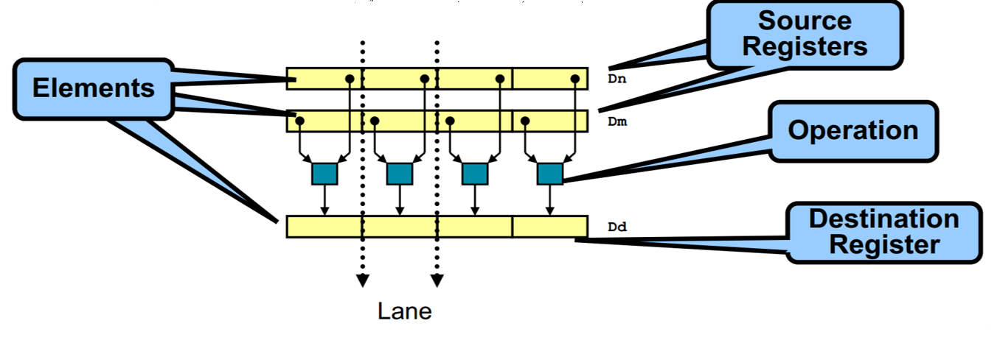 Source
Registers
Elements
Dn
Dm
Operation
Dd
Destination
Register
Lane